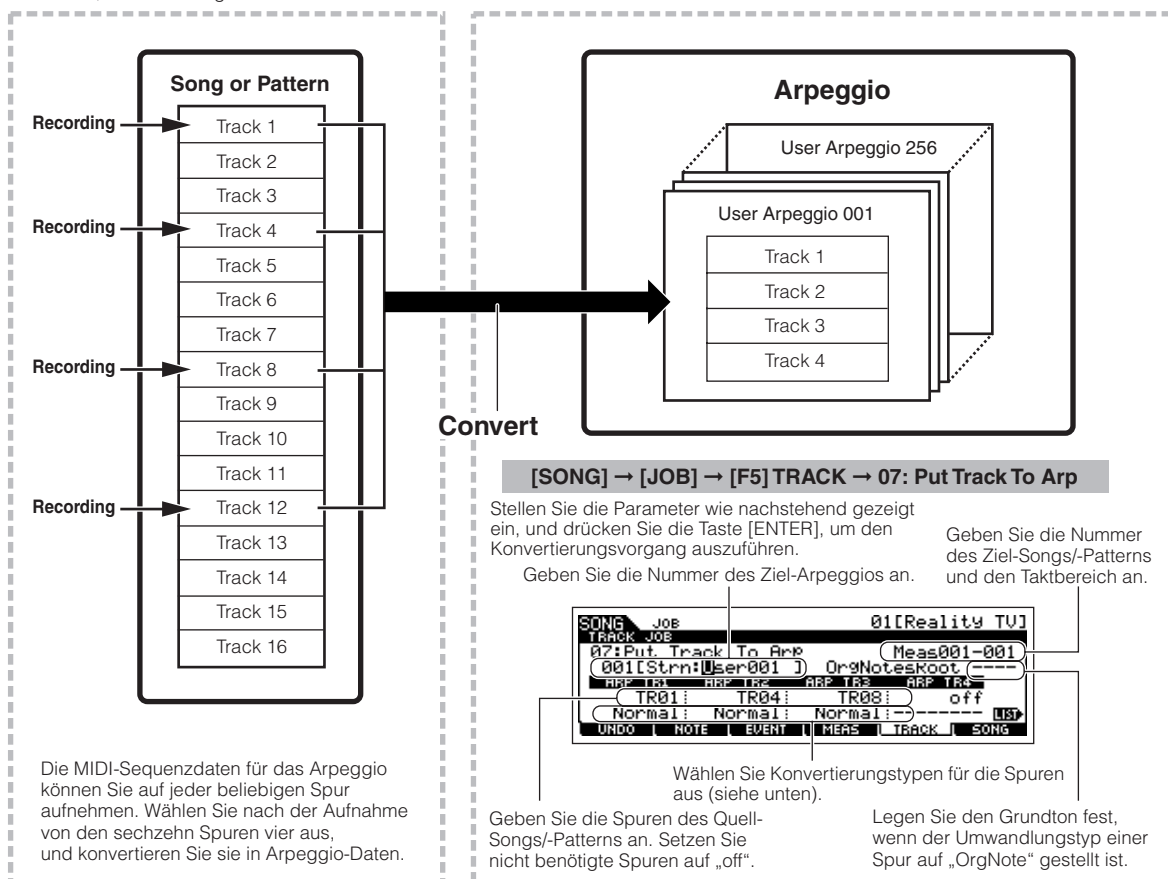 Song or Pattern
Recording
Track 1
Track 2
Track 3
Recording
Track 4
Track 5
Track 6
Track 7
Recording
Track 8
Track 9
Track 10
Track 11
Recording
Track 12
Track 13
Track 14
Track 15
Track 16
Die MIDI-Sequenzdaten für das Arpeggio
können Sie auf jeder beliebigen Spur
aufnehmen. Wählen Sie nach der Aufnahme
von den sechzehn Spuren vier aus,
und konvertieren Sie sie in Arpeggio-Daten.
Convert
Arpeggio
User Arpeggio 256
User Arpeggio 001
Track 1
Track 2
Track 3
Track 4
[SONG] → [JOB] → [F5] TRACK → 07: Put Track To Arp
Stellen Sie die Parameter wie nachstehend gezeigt
ein, und drücken Sie die Taste [ENTER], um den
Konvertierungsvorgang auszuführen.
Geben Sie die Nummer des Ziel-Arpeggios an.
Geben Sie die Nummer
des Ziel-Songs/-Patterns
und den Taktbereich an.
SONG JOB 01[Reality TV]
TRACK JOB
07:Put Track To Arp Meas001-001
001[Strn:User001 ] OrgNotesRoot ----
ARP TR1 ARP TR2 ARP TR3 ARP TR4
TR01 TR04 TR08 off
Normal Normal Normal -------- LIST
UNDO NOTE EVENT MEAS TRACK SONG
Wählen Sie Konvertierungstypen für die Spuren
aus (siehe unten).
Geben Sie die Spuren des Quell-
Songs/-Patterns an. Setzen Sie
nicht benötigte Spuren auf „off“.
Legen Sie den Grundton fest,
wenn der Umwandlungstyp einer
Spur auf „OrgNote“ gestellt ist.